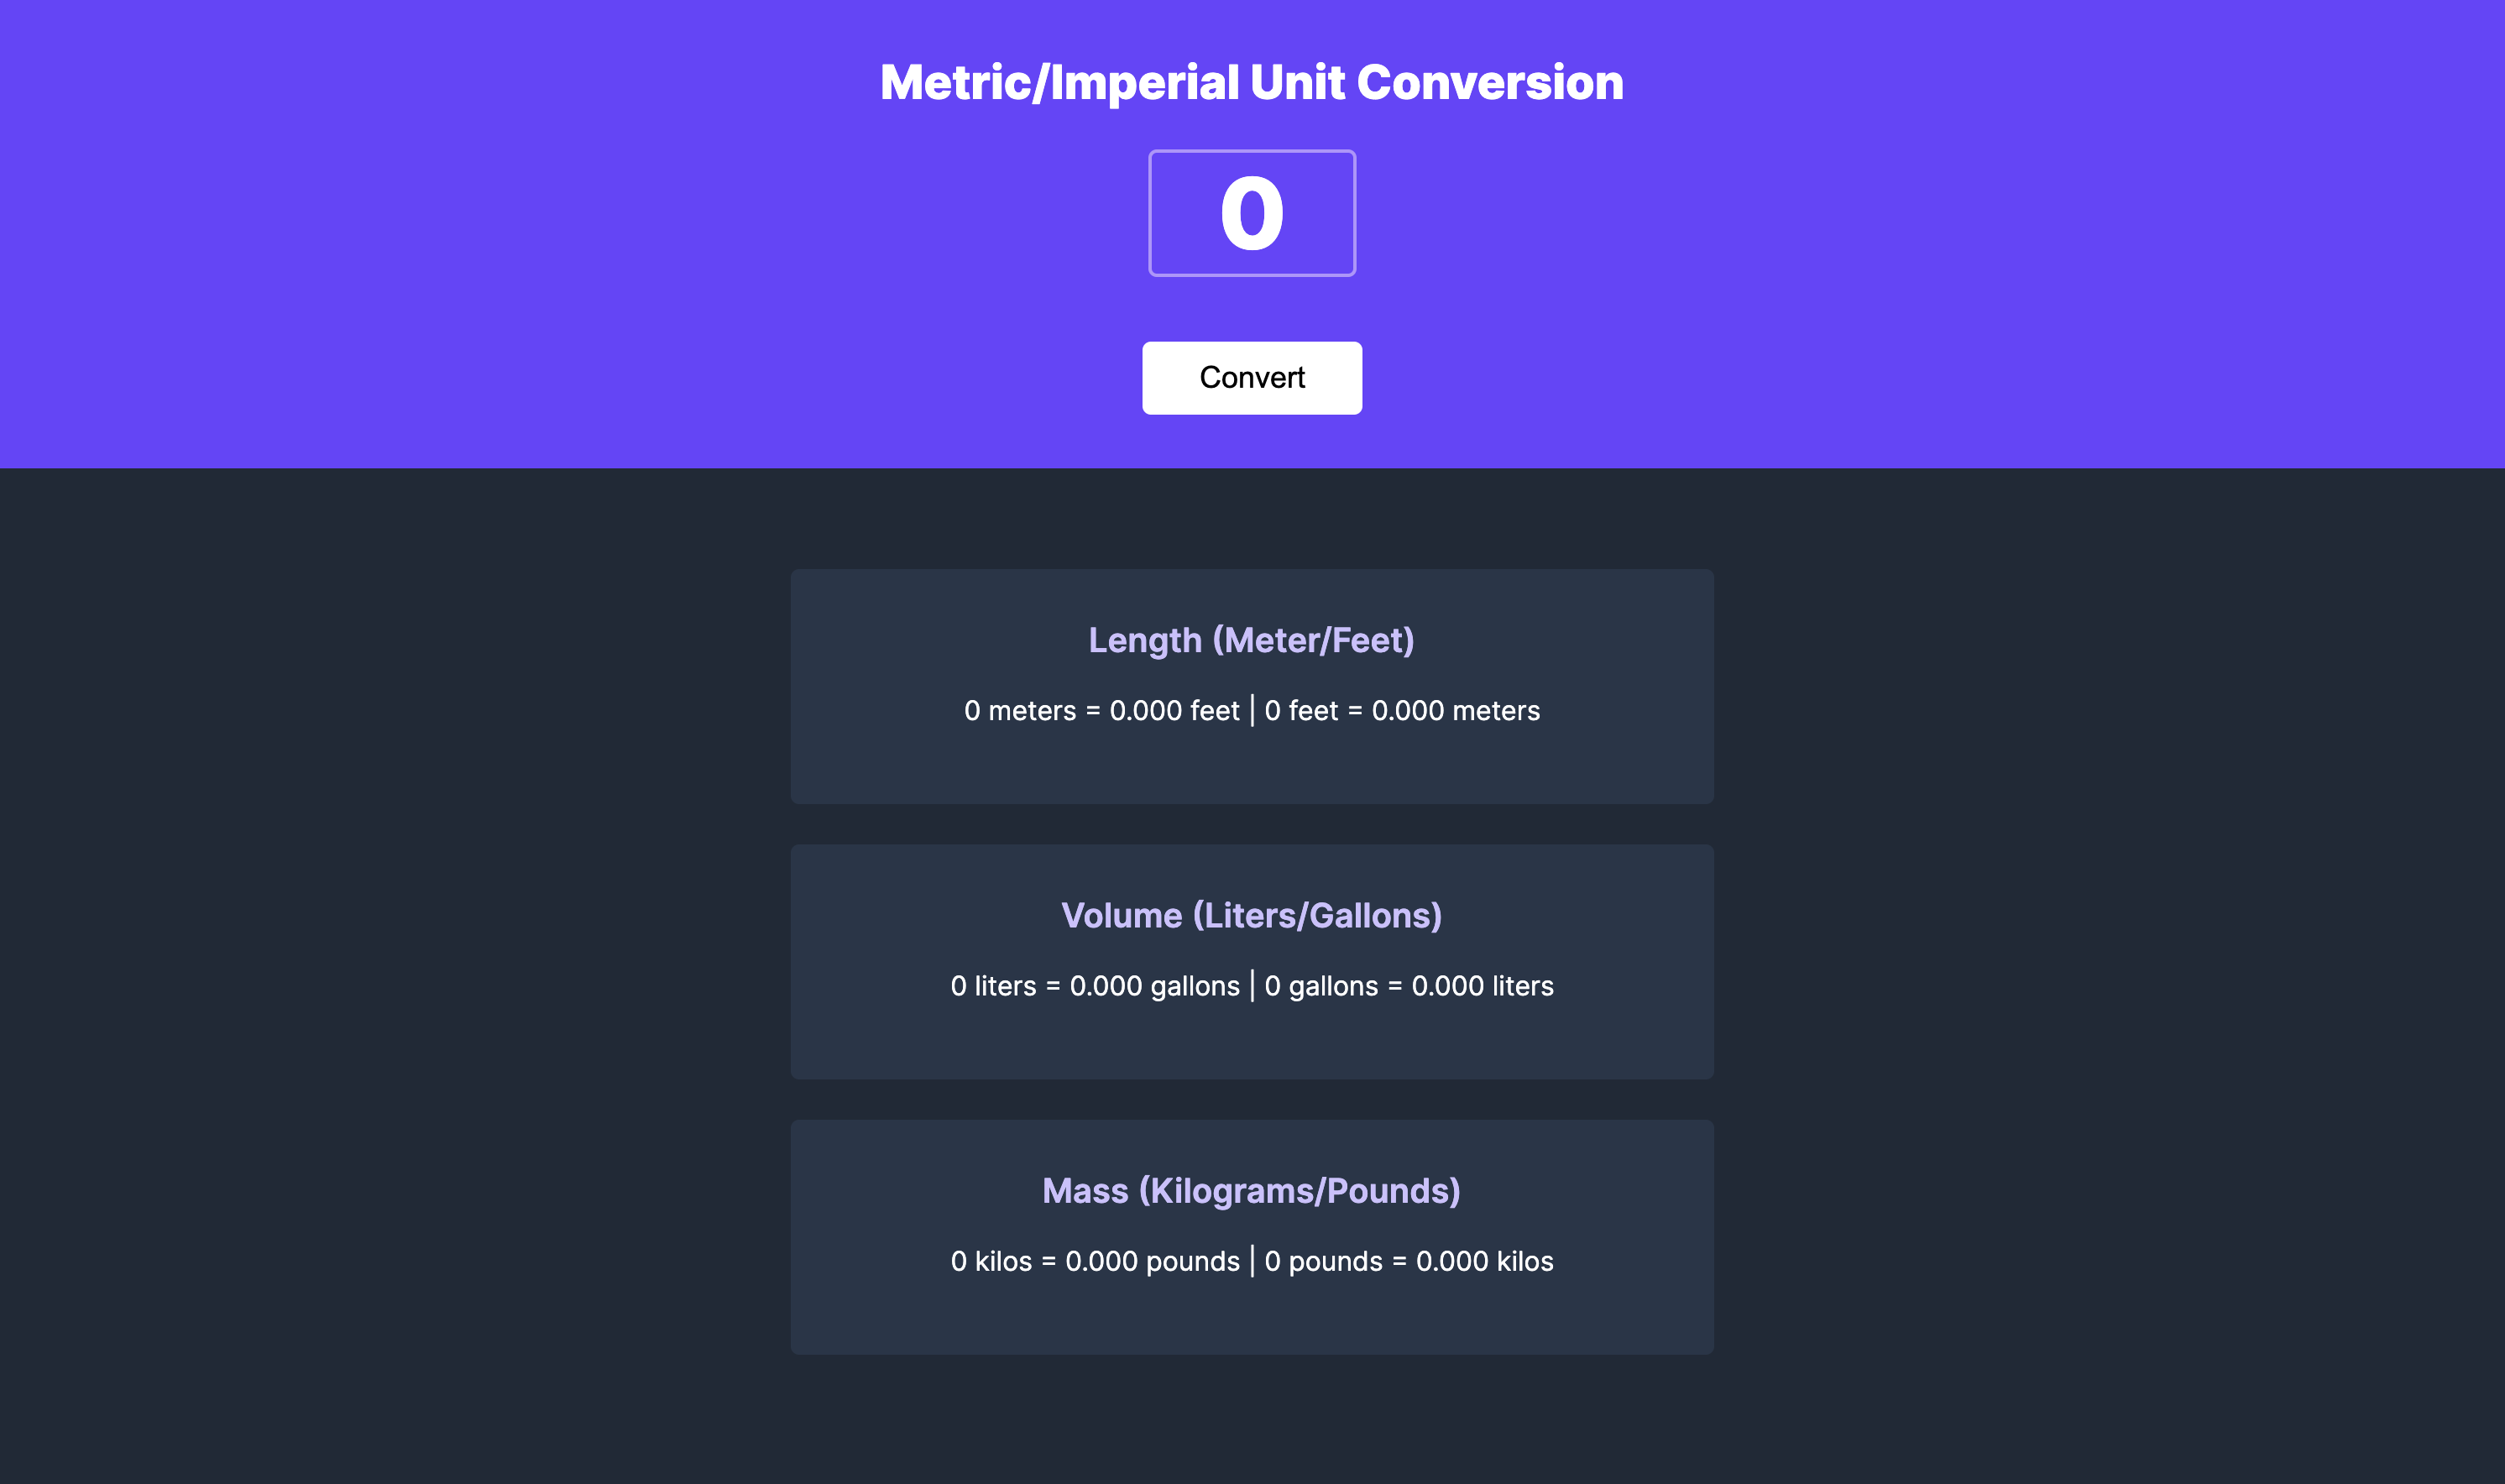 Metric/Imperial Unit Conversion
0
Convert
Length (Meter/Feet)
0 meters = 0.000 feet | 0 feet = 0.000 meters
Volume (Liters/Gallons)
0 liters = 0.000 gallons | 0 gallons = 0.000 liters
Mass (Kilograms/Pounds)
0 kilos = 0.000 pounds | 0 pounds = 0.000 kilos